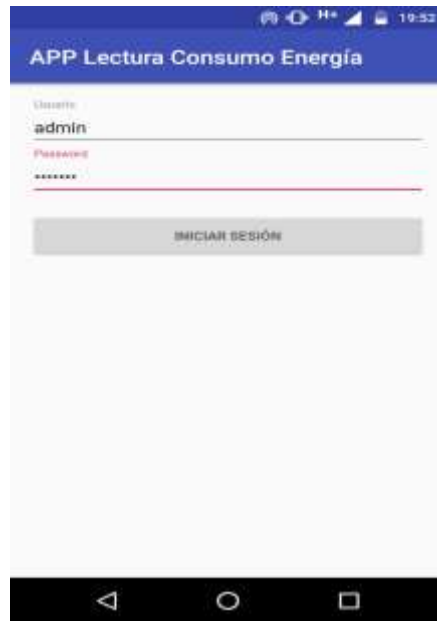 H+ 19:52
APP Lectura Consumo Energía
Usuario
admin
Password
•••••••
INICIAR SESIÓN